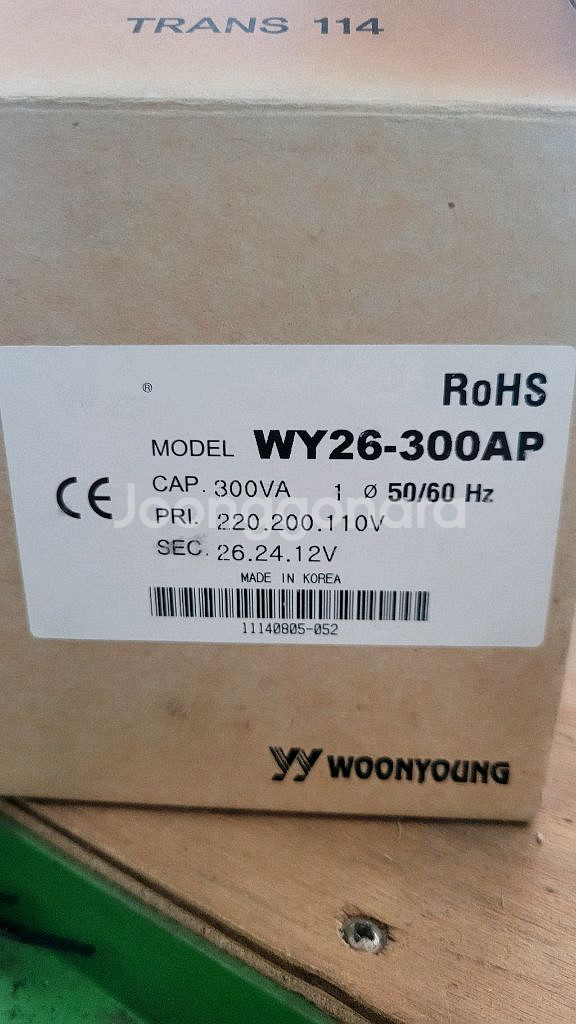 TRANS 114
®
RoHS
MODEL WY26-300AP
CE
CAP. 300VA 1 Ø 50/60 Hz
PRI. 220.200.110V
SEC. 26.24.12V
MADE IN KOREA
11140805-052
WOONYOUNG
Joonggonara